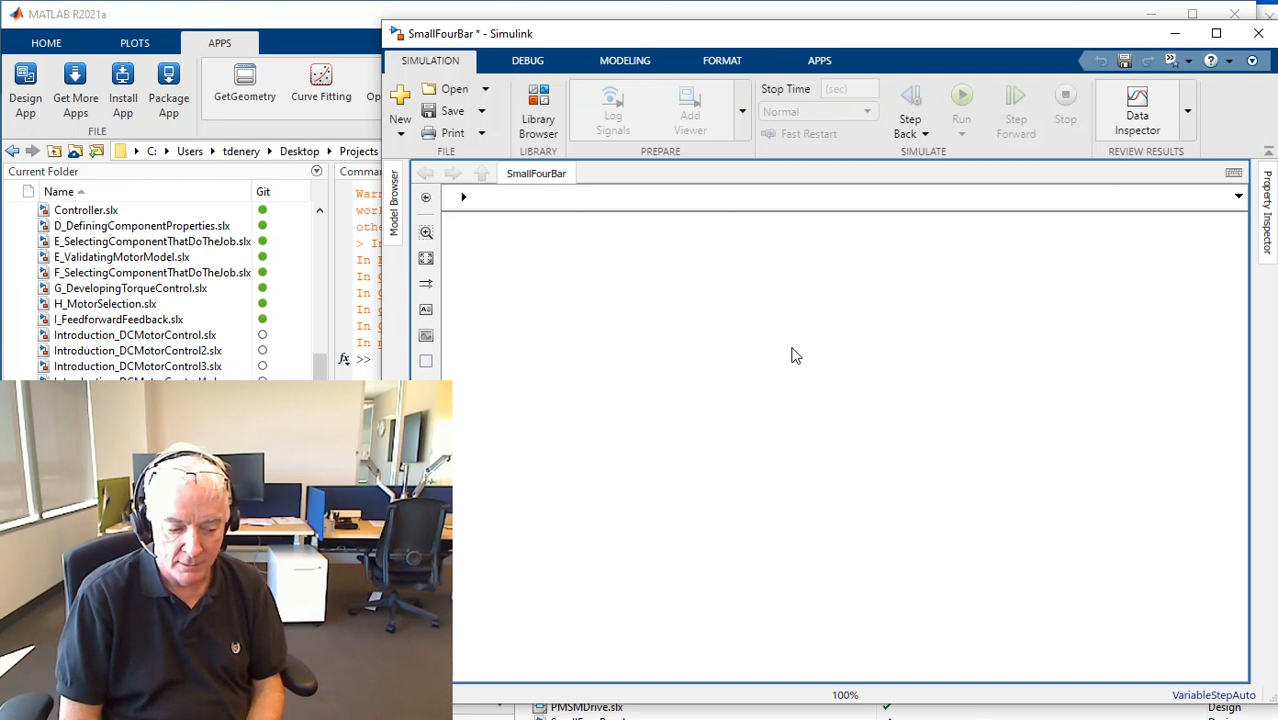 MATLAB R2021a
HOME
PLOTS
APPS
Design App
Get More Apps
Install App
Package App
GetGeometry
Curve Fitting
FILE
C: Users tdenery Desktop Projects
Current Folder
Name
Git
Controller.slx
D_DefiningComponentProperties.slx
E_SelectingComponentThatDoTheJob.slx
E_ValidatingMotorModel.slx
F_SelectingComponentThatDoTheJob.slx
G_DevelopingTorqueControl.slx
H_MotorSelection.slx
I_FeedforwardFeedback.slx
Introduction_DCMotorControl.slx
Introduction_DCMotorControl2.slx
Introduction_DCMotorControl3.slx
fx >>
SmallFourBar * - Simulink
SIMULATION
DEBUG
MODELING
FORMAT
APPS
New
Open
Save
Print
FILE
Library Browser
LIBRARY
Log Signals
Add Viewer
PREPARE
Stop Time (sec)
Normal
Fast Restart
Step Back
Run
Step Forward
Stop
SIMULATE
Data Inspector
REVIEW RESULTS
SmallFourBar
Model Browser
Property Inspector
100%
VariableStepAuto
PMSMDrive.slx
Design